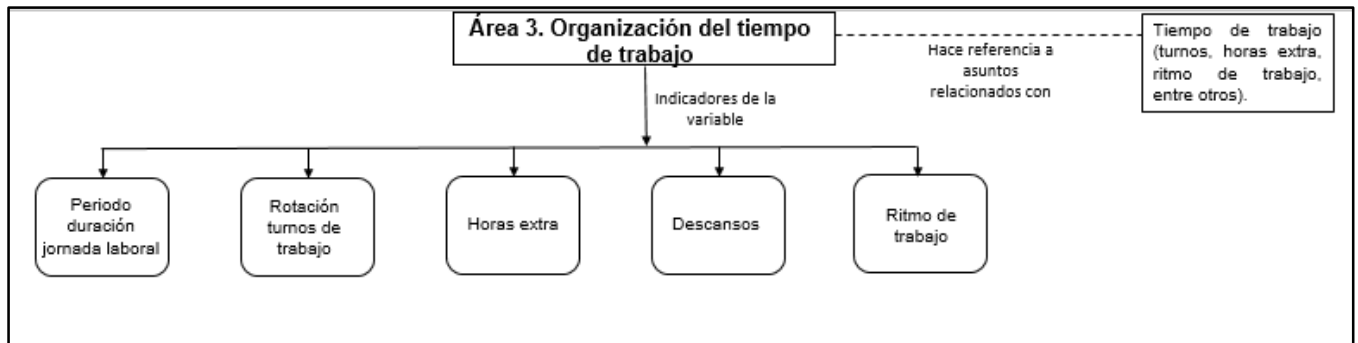 Área 3. Organización del tiempo
de trabajo
Hace referencia a
asuntos
relacionados con
Tiempo de trabajo
(turnos, horas extra,
ritmo de trabajo,
entre otros).
Indicadores de la
variable
Periodo
duración
jornada laboral
Rotación
turnos de
trabajo
Horas extra
Descansos
Ritmo de
trabajo